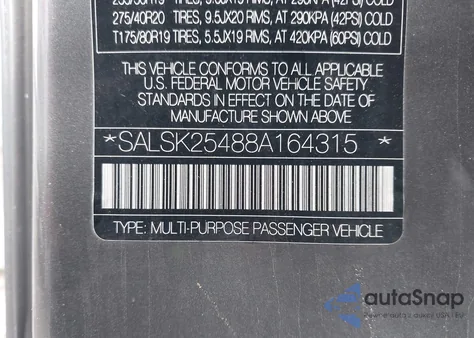 275/40R20 TIRES, 9.5JX20 RIMS, AT 290KPA (42PSI) COLD
T175/80R19 TIRES, 5.5JX19 RIMS, AT 420KPA (60PSI) COLD
THIS VEHICLE CONFORMS TO ALL APPLICABLE
U.S. FEDERAL MOTOR VEHICLE SAFETY
STANDARDS IN EFFECT ON THE DATE OF
MANUFACTURE SHOWN ABOVE
*SALSK25488A164315*
TYPE: MULTI-PURPOSE PASSENGER VEHICLE
autoSnap